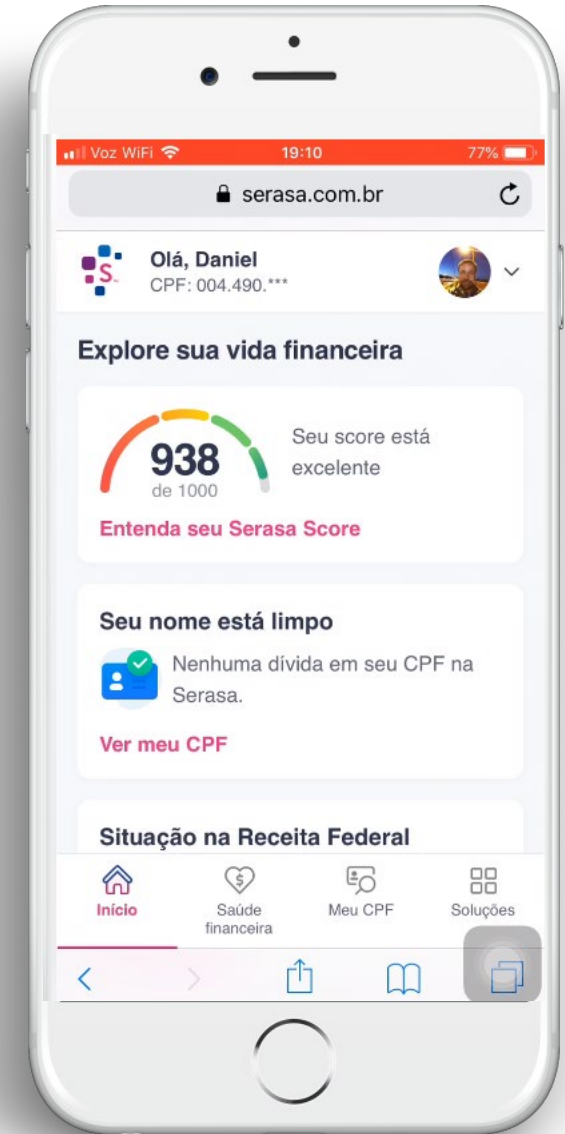 Voz WiFi 19:10 77%
serasa.com.br
S
Olá, Daniel
CPF: 004.490.***
Explore sua vida financeira
938
de 1000
Seu score está
excelente
Entenda seu Serasa Score
Seu nome está limpo
Nenhuma dívida em seu CPF na
Serasa.
Ver meu CPF
Situação na Receita Federal
Início
Saúde
financeira
Meu CPF
Soluções